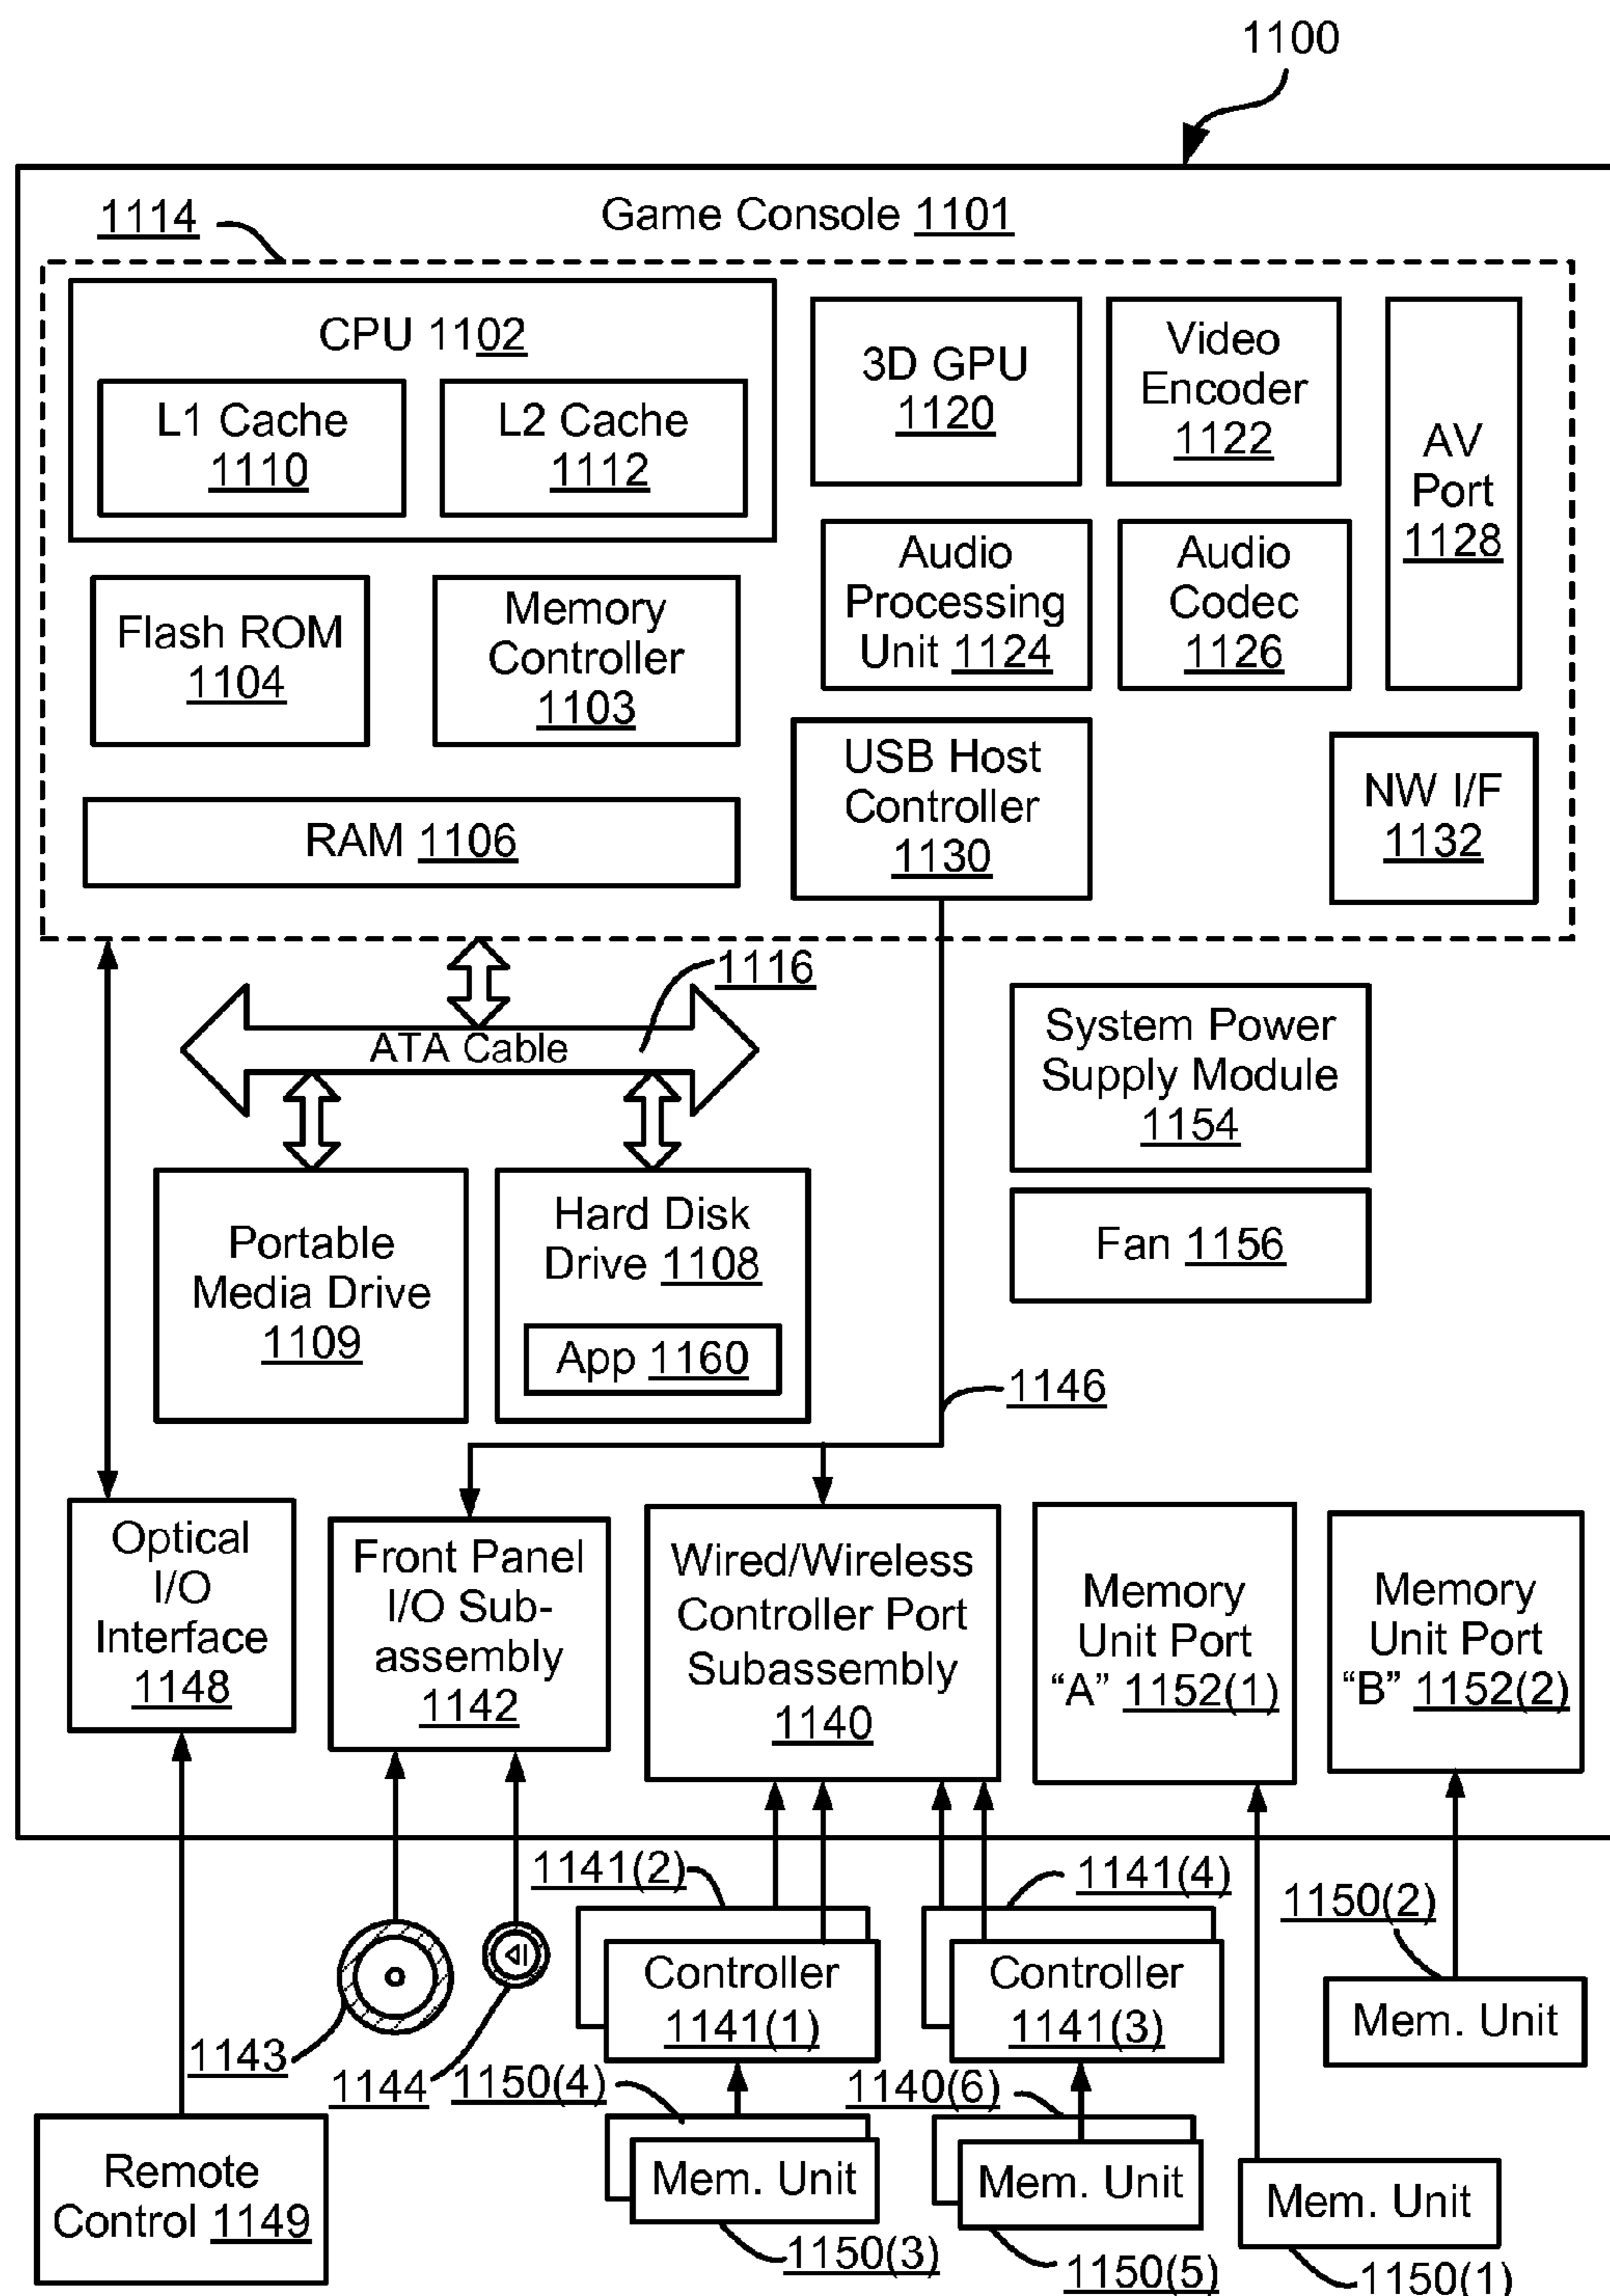 1100
1114
Game Console 1101
CPU 1102
L1 Cache
1110
L2 Cache
1112
3D GPU
1120
Video
Encoder
1122
AV
Port
1128
Audio
Processing
Unit 1124
Audio
Codec
1126
Flash ROM
1104
Memory
Controller
1103
USB Host
Controller
1130
NW I/F
1132
RAM 1106
1116
ATA Cable
System Power
Supply Module
1154
Portable
Media Drive
1109
Hard Disk
Drive 1108
App 1160
Fan 1156
1146
Optical
I/O
Interface
1148
Front Panel
I/O Sub-
assembly
1142
Wired/Wireless
Controller Port
Subassembly
1140
Memory
Unit Port
“A” 1152(1)
Memory
Unit Port
“B” 1152(2)
1141(2)
1141(4)
1150(2)
Controller
1141(1)
Controller
1141(3)
Mem. Unit
1143
1144
1150(4)
1140(6)
Remote
Control 1149
Mem. Unit
Mem. Unit
Mem. Unit
1150(3)
1150(5)
1150(1)